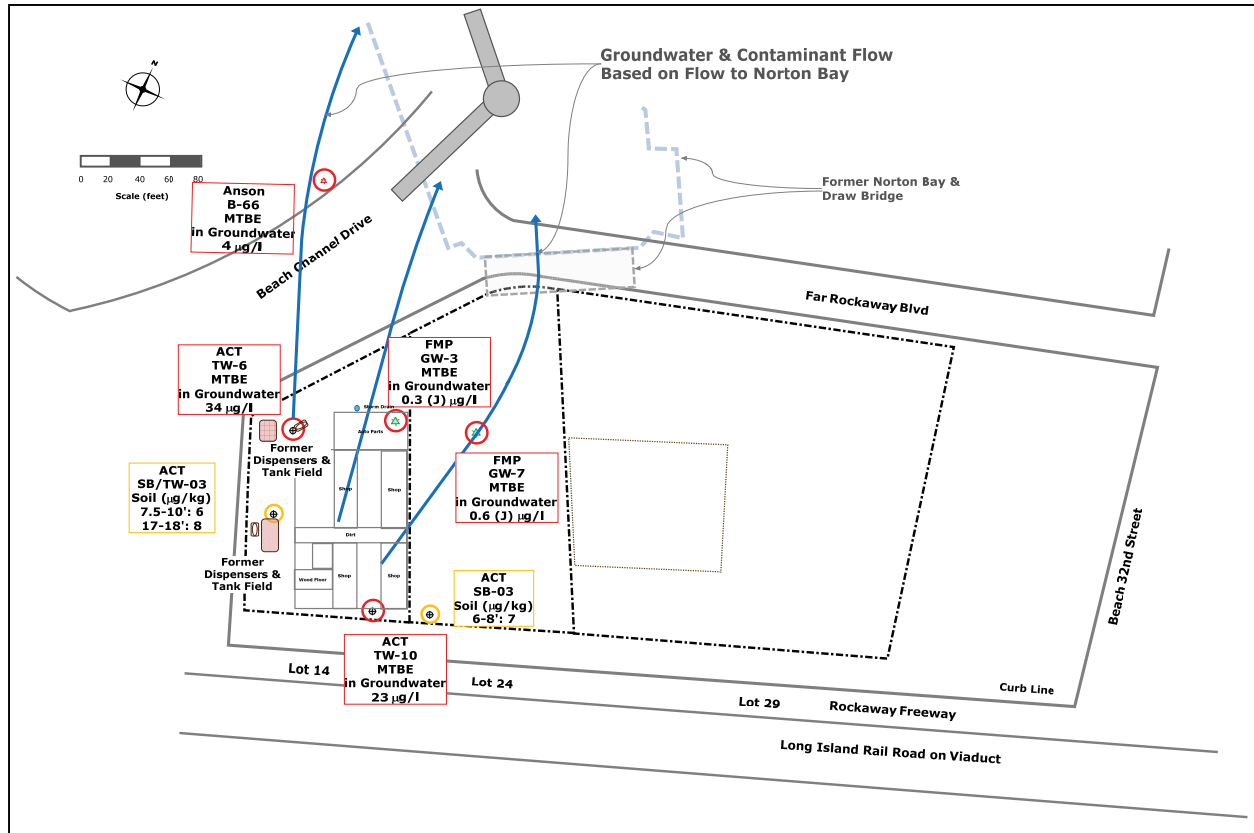 Groundwater & Contaminant Flow
Based on Flow to Norton Bay
N
0 20 40 60 80
Scale (feet)
Anson
B-66
MTBE
in Groundwater
4 µg/l
Former Norton Bay &
Draw Bridge
Beach Channel Drive
Far Rockaway Blvd
ACT
TW-6
MTBE
in Groundwater
34 µg/l
FMP
GW-3
MTBE
in Groundwater
0.3 (J) µg/l
Storm Drain
Auto Parts
Former
Dispensers &
Tank Field
FMP
GW-7
MTBE
in Groundwater
0.6 (J) µg/l
ACT
SB/TW-03
Soil (µg/kg)
7.5-10': 6
17-18': 8
Shop
Shop
Dirt
Former
Dispensers &
Tank Field
Wood Floor
Shop
Shop
ACT
SB-03
Soil (µg/kg)
6-8': 7
Beach 32nd Street
ACT
TW-10
MTBE
in Groundwater
23 µg/l
Lot 14
Lot 24
Lot 29
Curb Line
Rockaway Freeway
Long Island Rail Road on Viaduct